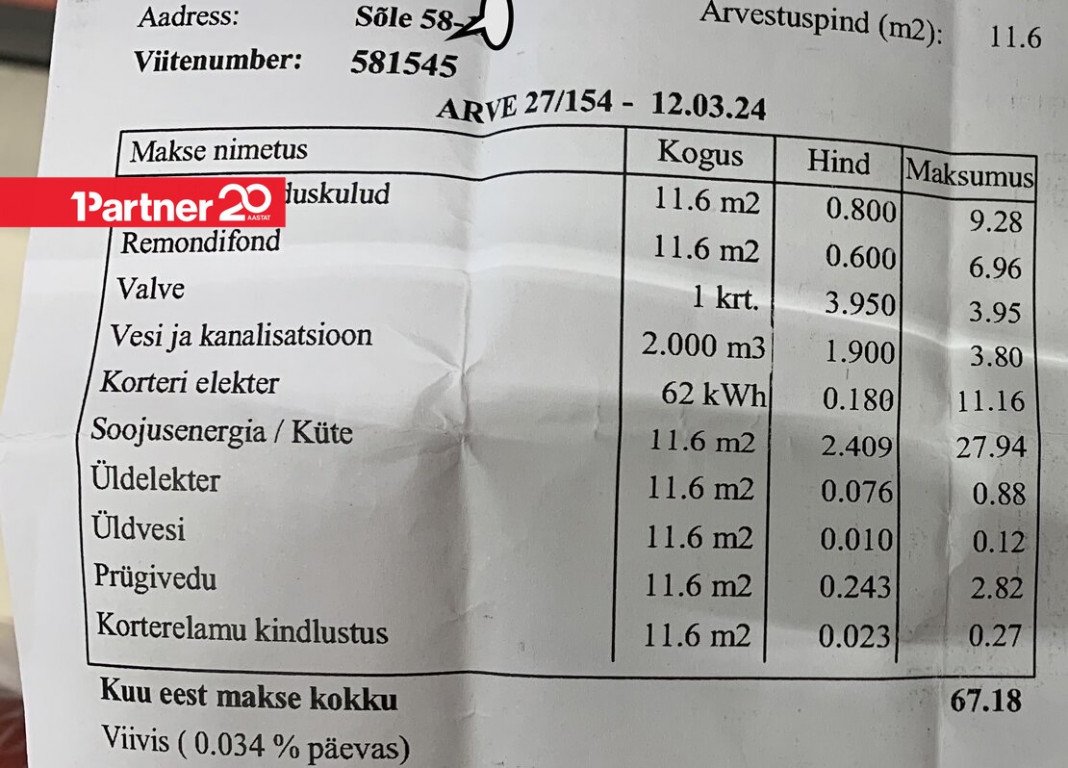 Aadress: Sõle 58- Arvestuspind (m2): 11.6
Viitenumber: 581545
ARVE 27/154 - 12.03.24
Makse nimetus Kogus Hind Maksumus
1Partner 20 AASTAT
duskulud 11.6 m2 0.800 9.28
Remondifond 11.6 m2 0.600 6.96
Valve 1 krt. 3.950 3.95
Vesi ja kanalisatsioon 2.000 m3 1.900 3.80
Korteri elekter 62 kWh 0.180 11.16
Soojusenergia / Küte 11.6 m2 2.409 27.94
Üldelekter 11.6 m2 0.076 0.88
Üldvesi 11.6 m2 0.010 0.12
Prügivedu 11.6 m2 0.243 2.82
Korterelamu kindlustus 11.6 m2 0.023 0.27
Kuu eest makse kokku 67.18
Viivis ( 0.034 % päevas)